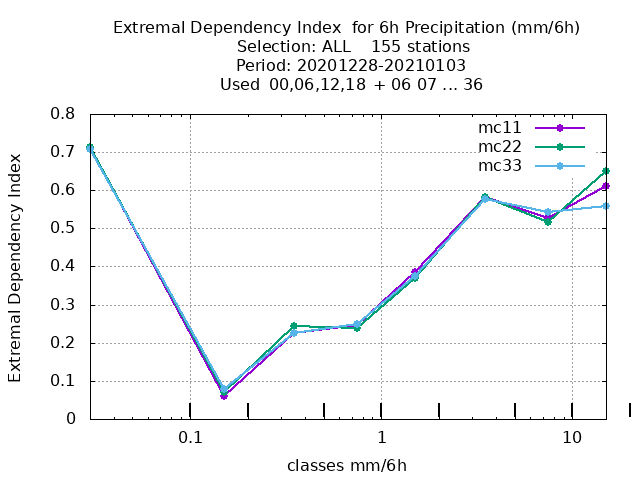 Extremal Dependency Index  for 6h Precipitation (mm/6h)
Selection: ALL    155 stations
Period: 20201228-20210103
Used  00,06,12,18  + 06 07 ... 36
mc11
mc22
mc33
Extremal Dependency Index
0.8
0.7
0.6
0.5
0.4
0.3
0.2
0.1
0
0.1 1 10
classes mm/6h